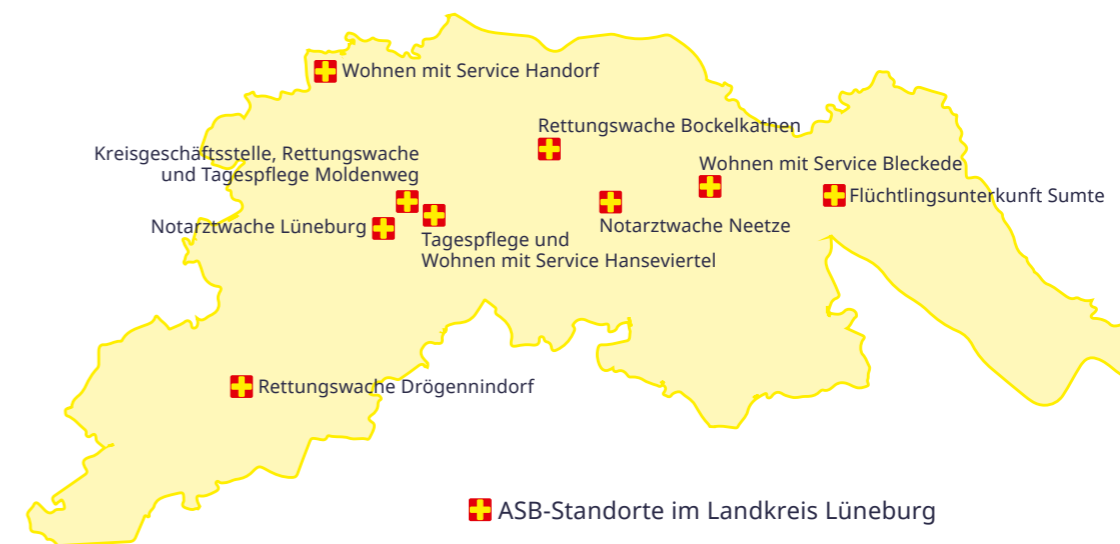 Wohnen mit Service Handorf
Rettungswache Bockelkathen
Kreisgeschäftsstelle, Rettungswache
und Tagespflege Moldenweg
Wohnen mit Service Bleckede
Flüchtlingsunterkunft Sumte
Notarztwache Lüneburg
Notarztwache Neetze
Tagespflege und
Wohnen mit Service Hanseviertel
Rettungswache Drögennindorf
ASB-Standorte im Landkreis Lüneburg